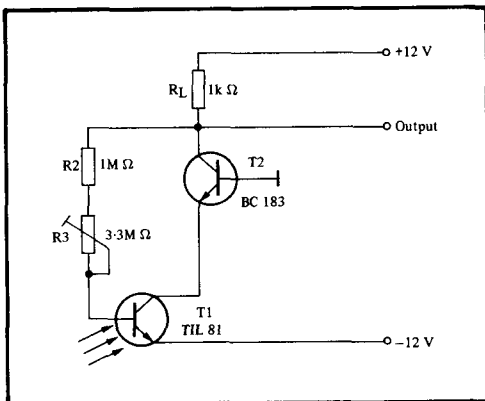 +12 V
RL 1k Ω
Output
R2 1M Ω
T2
BC 183
R3 3·3M Ω
T1
TIL 81
−12 V